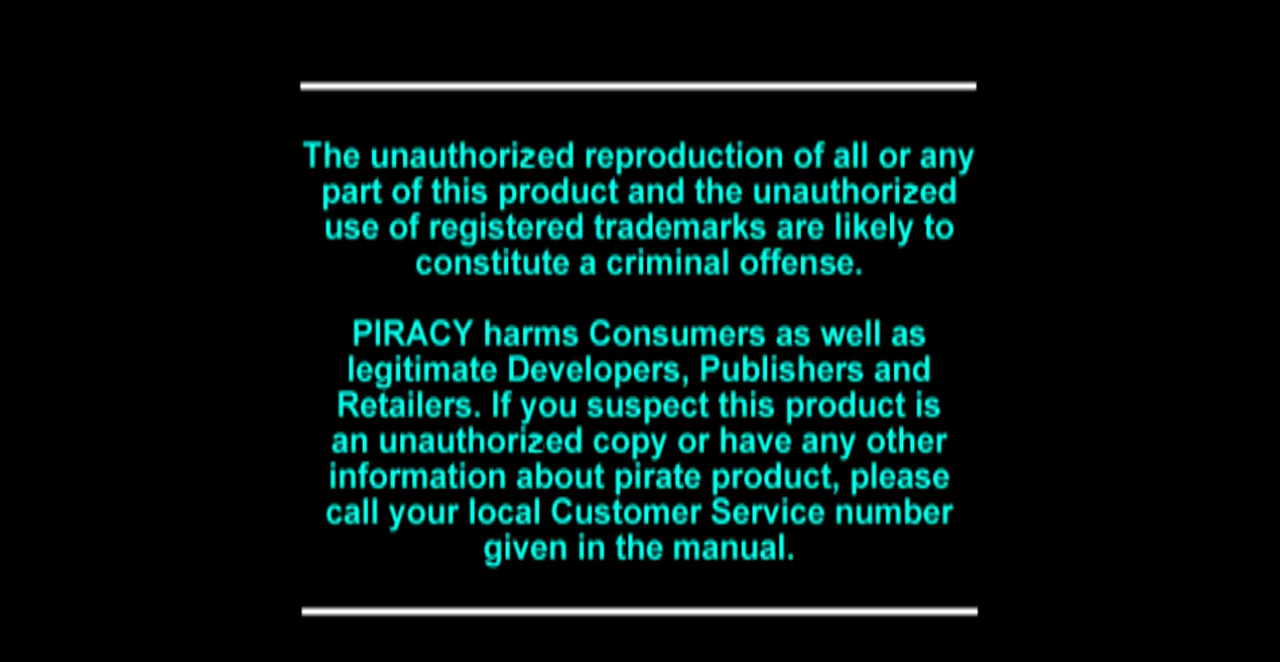 The unauthorized reproduction of all or any
part of this product and the unauthorized
use of registered trademarks are likely to
constitute a criminal offense.
PIRACY harms Consumers as well as
legitimate Developers, Publishers and
Retailers. If you suspect this product is
an unauthorized copy or have any other
information about pirate product, please
call your local Customer Service number
given in the manual.